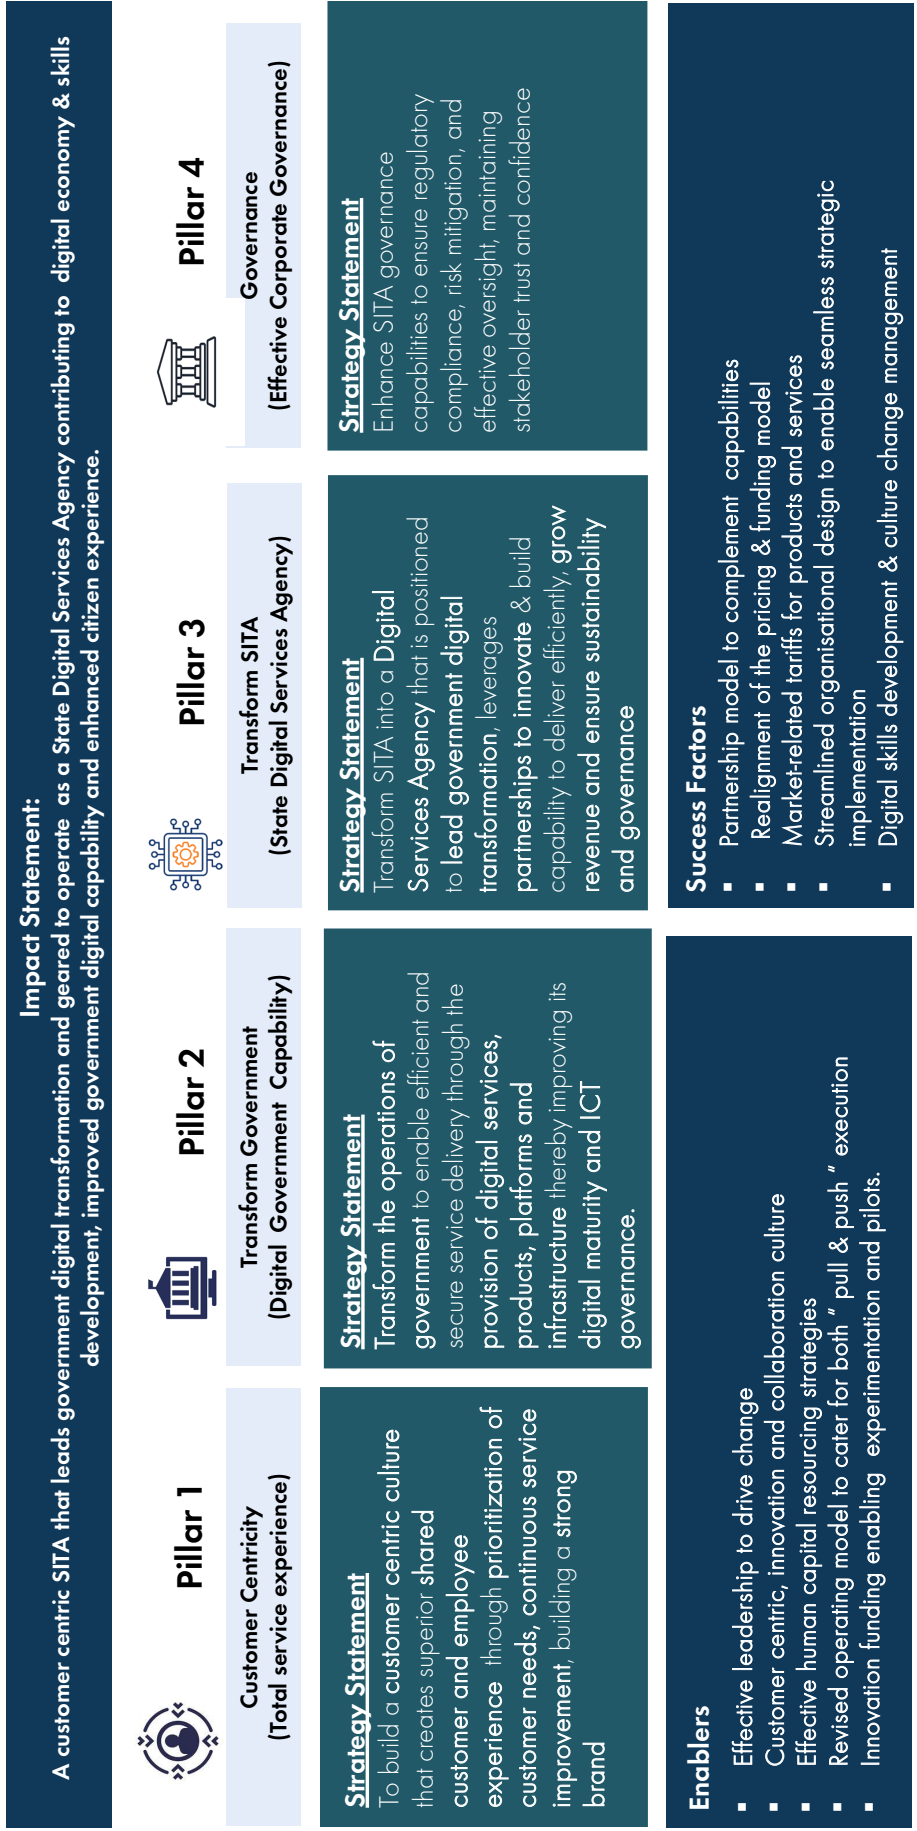 Impact Statement:
A customer centric SITA that leads government digital transformation and geared to operate as a State Digital Services Agency contributing to digital economy & skills
development, improved government digital capability and enhanced citizen experience.
Pillar 1
Customer Centricity
(Total service experience)
Strategy Statement
To build a customer centric culture
that creates superior shared
customer and employee
experience through prioritization of
customer needs, continuous service
improvement, building a strong
brand
Pillar 2
Transform Government
(Digital Government Capability)
Strategy Statement
Transform the operations of
government to enable efficient and
secure service delivery through the
provision of digital services,
products, platforms and
infrastructure thereby improving its
digital maturity and ICT
governance.
Pillar 3
Transform SITA
(State Digital Services Agency)
Strategy Statement
Transform SITA into a Digital
Services Agency that is positioned
to lead government digital
transformation, leverages
partnerships to innovate & build
capability to deliver efficiently, grow
revenue and ensure sustainability
and governance
Pillar 4
Governance
(Effective Corporate Governance)
Strategy Statement
Enhance SITA governance
capabilities to ensure regulatory
compliance, risk mitigation, and
effective oversight, maintaining
stakeholder trust and confidence
Enablers
▪ Effective leadership to drive change
▪ Customer centric, innovation and collaboration culture
▪ Effective human capital resourcing strategies
▪ Revised operating model to cater for both " pull & push " execution
▪ Innovation funding enabling experimentation and pilots.
Success Factors
▪ Partnership model to complement capabilities
▪ Realignment of the pricing & funding model
▪ Market-related tariffs for products and services
▪ Streamlined organisational design to enable seamless strategic
implementation
▪ Digital skills development & culture change management